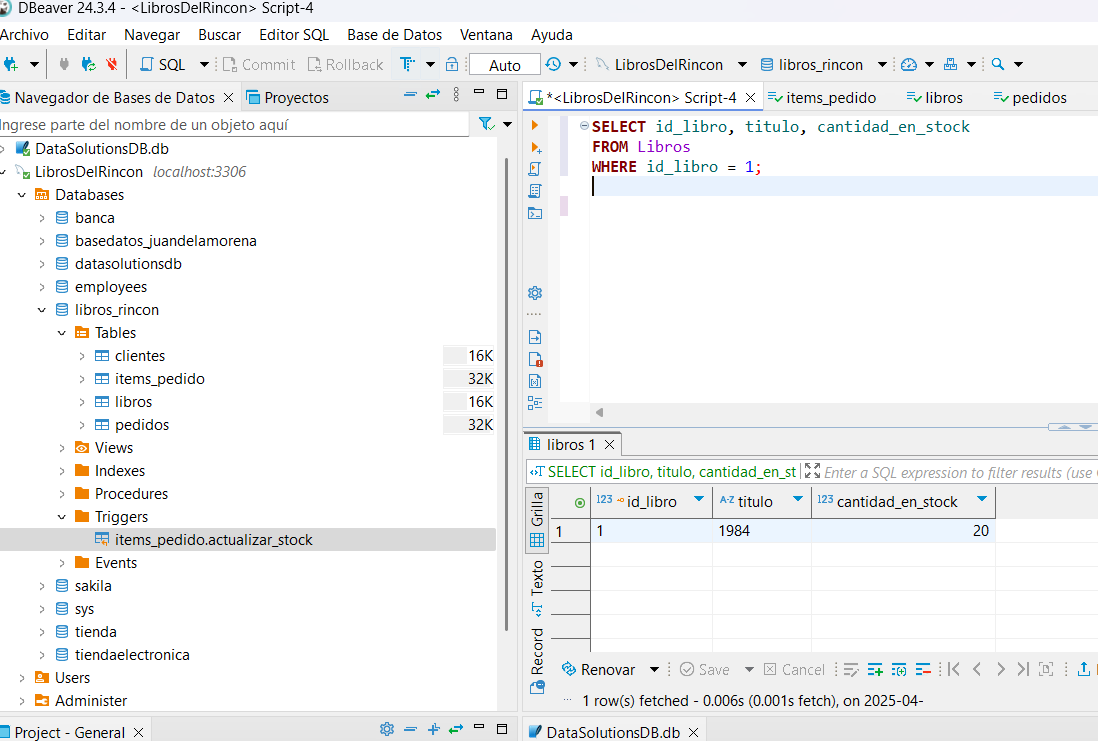 DBeaver 24.3.4 - <LibrosDelRincon> Script-4
Archivo Editar Navegar Buscar Editor SQL Base de Datos Ventana Ayuda
SQL Commit Rollback Auto LibrosDelRincon libros_rincon
Navegador de Bases de Datos Proyectos
Ingrese parte del nombre de un objeto aquí
DataSolutionsDB.db
LibrosDelRincon localhost:3306
Databases
banca
basedatos_juandelamorena
datasolutionsdb
employees
libros_rincon
Tables
clientes 16K
items_pedido 32K
libros 16K
pedidos 32K
Views
Indexes
Procedures
Triggers
items_pedido.actualizar_stock
Events
sakila
sys
tienda
tiendaelectronica
Users
Administer
Project - General
*<LibrosDelRincon> Script-4 items_pedido libros pedidos
SELECT id_libro, titulo, cantidad_en_stock
FROM Libros
WHERE id_libro = 1;
libros 1
SELECT id_libro, titulo, cantidad_en_st Enter a SQL expression to filter results (use
Grilla
Texto
Record
123 id_libro A-Z titulo 123 cantidad_en_stock
1 1 1984 20
Renovar Save Cancel
1 row(s) fetched - 0.006s (0.001s fetch), on 2025-04-
DataSolutionsDB.db